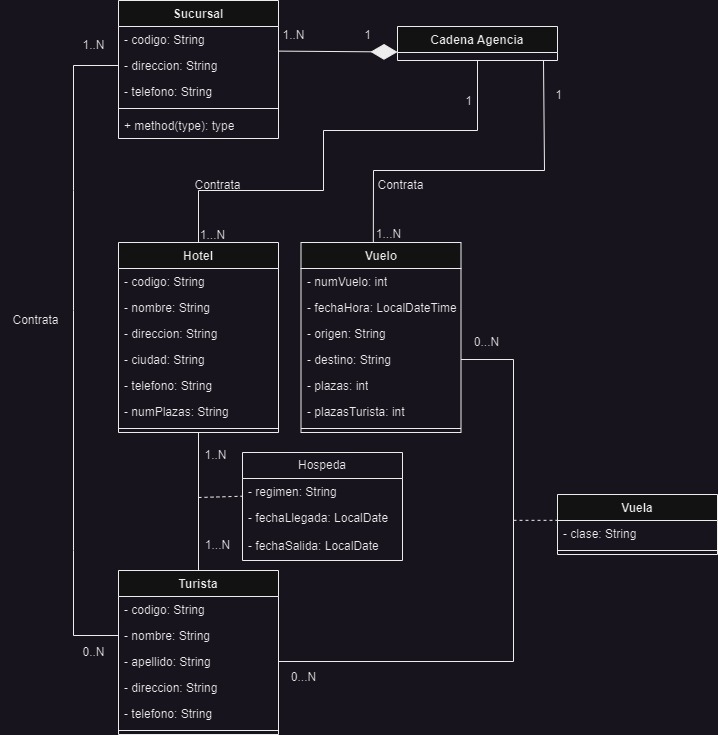 Sucursal
- codigo: String
- direccion: String
- telefono: String
+ method(type): type
1..N
1..N
1
Cadena Agencia
1
1
Contrata
Contrata
1...N
1...N
Hotel
- codigo: String
- nombre: String
- direccion: String
- ciudad: String
- telefono: String
- numPlazas: String
Vuelo
- numVuelo: int
- fechaHora: LocalDateTime
- origen: String
- destino: String
- plazas: int
- plazasTurista: int
0...N
Contrata
1..N
Hospeda
- regimen: String
- fechaLlegada: LocalDate
- fechaSalida: LocalDate
1...N
Vuela
- clase: String
Turista
- codigo: String
- nombre: String
- apellido: String
- direccion: String
- telefono: String
0..N
0...N